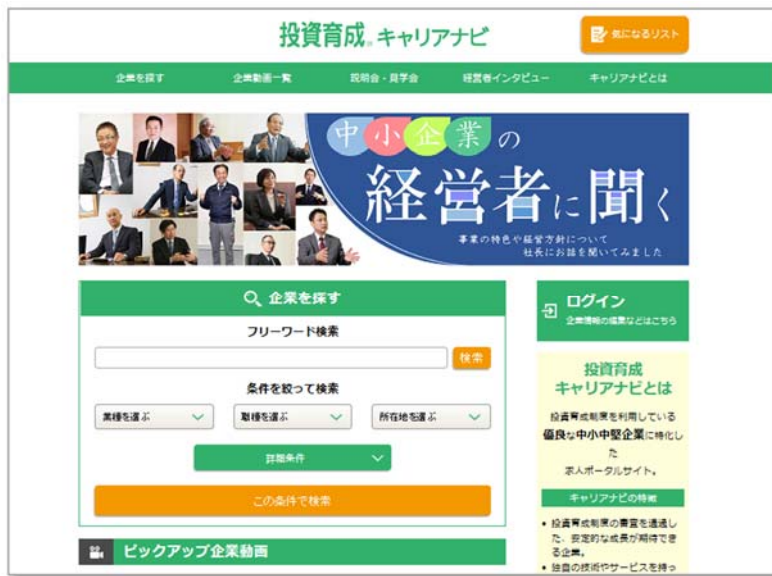 投資育成® キャリアナビ
気になるリスト
企業を探す
企業動画一覧
説明会・見学会
経営者インタビュー
キャリアナビとは
中小企業の
経営者に聞く
事業の特色や経営方針について
社長にお話を聞いてみました
企業を探す
フリーワード検索
検索
条件を絞って検索
業種を選ぶ
職種を選ぶ
所在地を選ぶ
詳細条件
この条件で検索
ピックアップ企業動画
ログイン
企業情報の編集などはこちら
投資育成
キャリアナビとは
投資育成制度を利用している
優良な中小中堅企業に特化し
た
求人ポータルサイト。
キャリアナビの特徴
• 投資育成制度の審査を通過し
た、安定的な成長が期待でき
る企業。
• 独自の技術やサービスを持っ